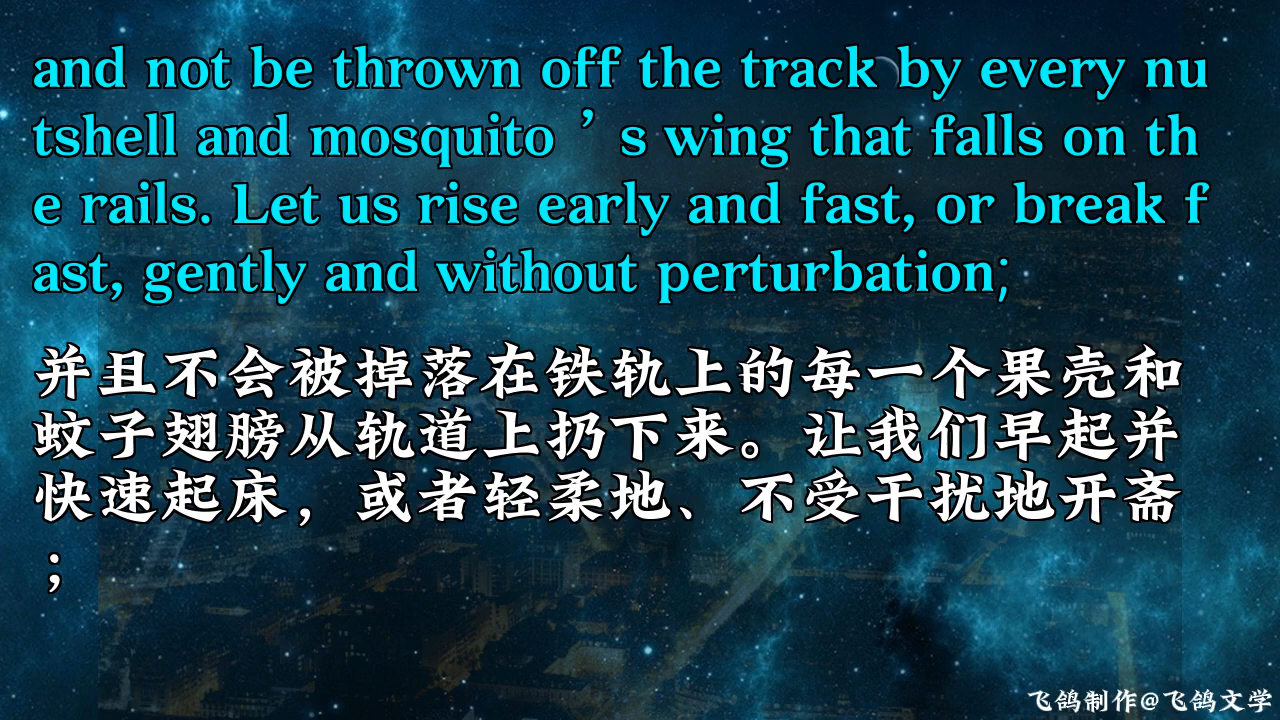 and not be thrown off the track by every nu
tshell and mosquito ’ s wing that falls on th
e rails. Let us rise early and fast, or break f
ast, gently and without perturbation;
并且不会被掉落在铁轨上的每一个果壳和
蚊子翅膀从轨道上扔下来。让我们早起并
快速起床，或者轻柔地、不受干扰地开斋
；
飞鸽制作@飞鸽文学